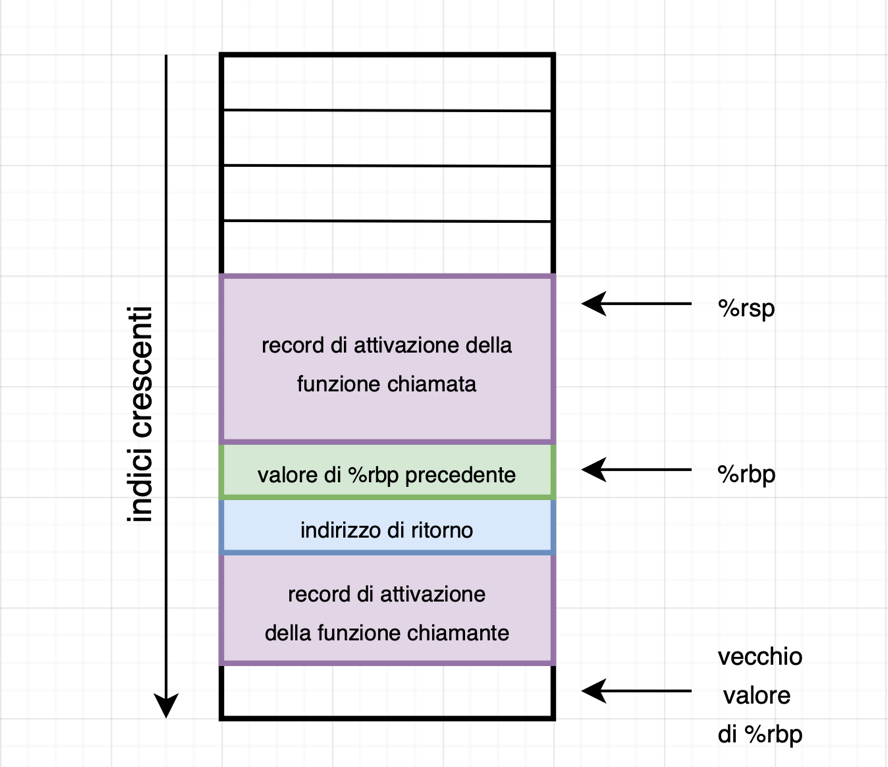 indici crescenti
record di attivazione della
funzione chiamata
%rsp
valore di %rbp precedente
%rbp
indirizzo di ritorno
record di attivazione
della funzione chiamante
vecchio
valore
di %rbp